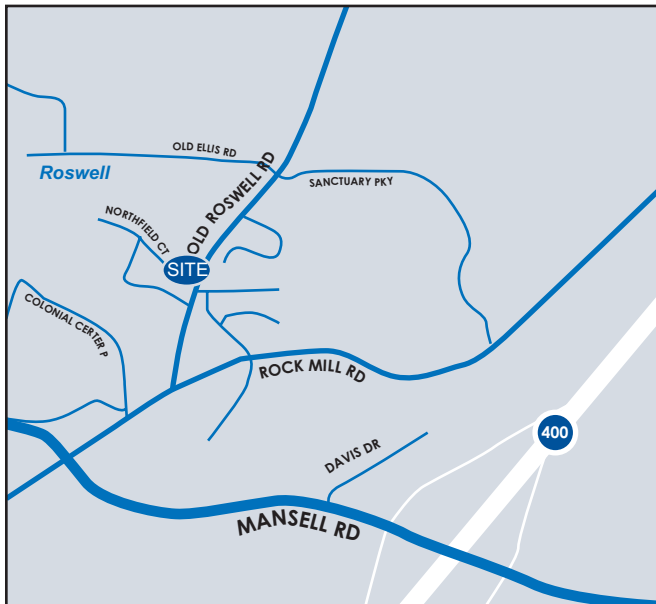 OLD ELLIS RD
Roswell
SANCTUARY PKY
OLD ROSWELL RD
NORTHFIELD CT
SITE
COLONIAL CERTER P
ROCK MILL RD
400
DAVIS DR
MANSELL RD